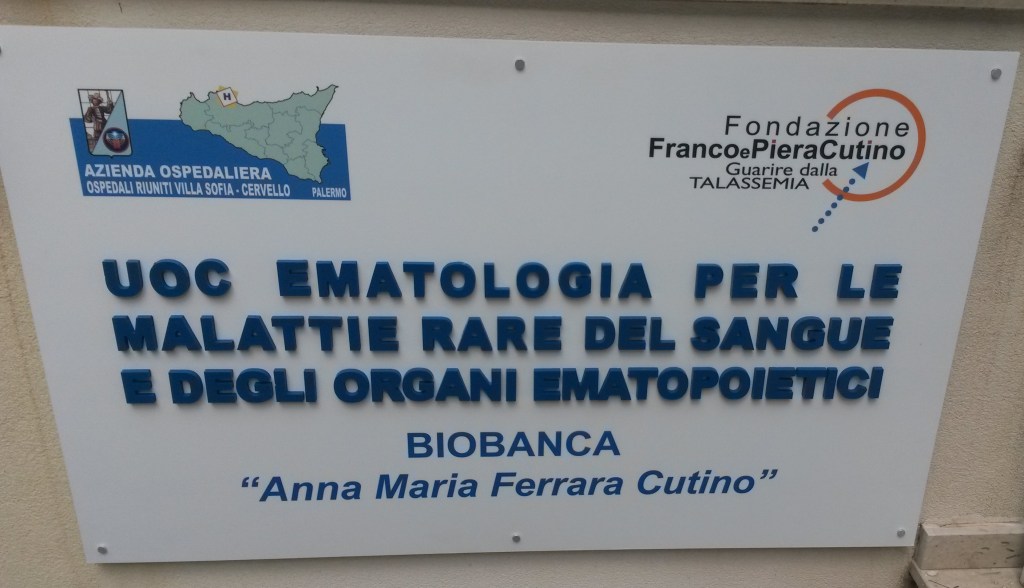 H
AZIENDA OSPEDALIERA
OSPEDALI RIUNITI VILLA SOFIA - CERVELLO PALERMO
Fondazione
FrancoePieraCutino
Guarire dalla
TALASSEMIA
UOC EMATOLOGIA PER LE
MALATTIE RARE DEL SANGUE
E DEGLI ORGANI EMATOPOIETICI
BIOBANCA
“Anna Maria Ferrara Cutino”